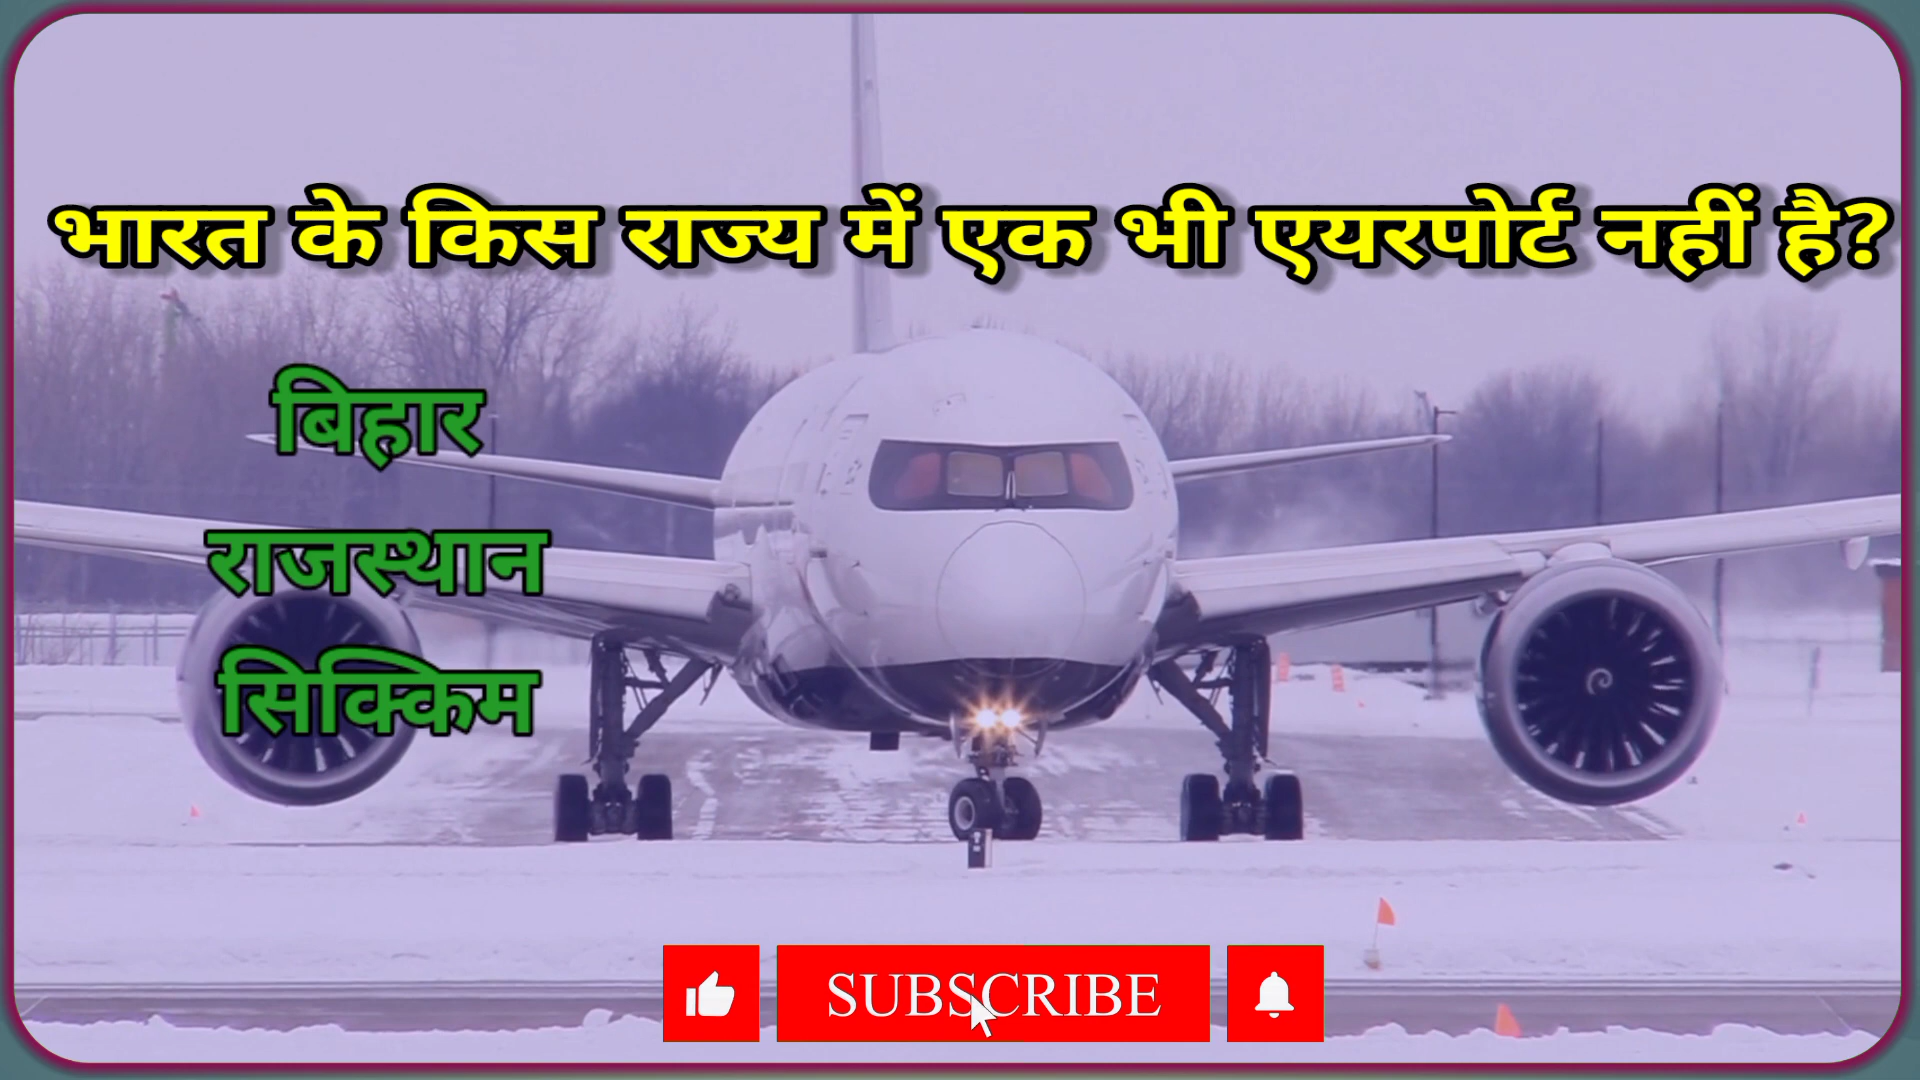 भारत के किस राज्य में एक भी एयरपोर्ट नहीं है?
बिहार
राजस्थान
सिक्किम
SUBSCRIBE